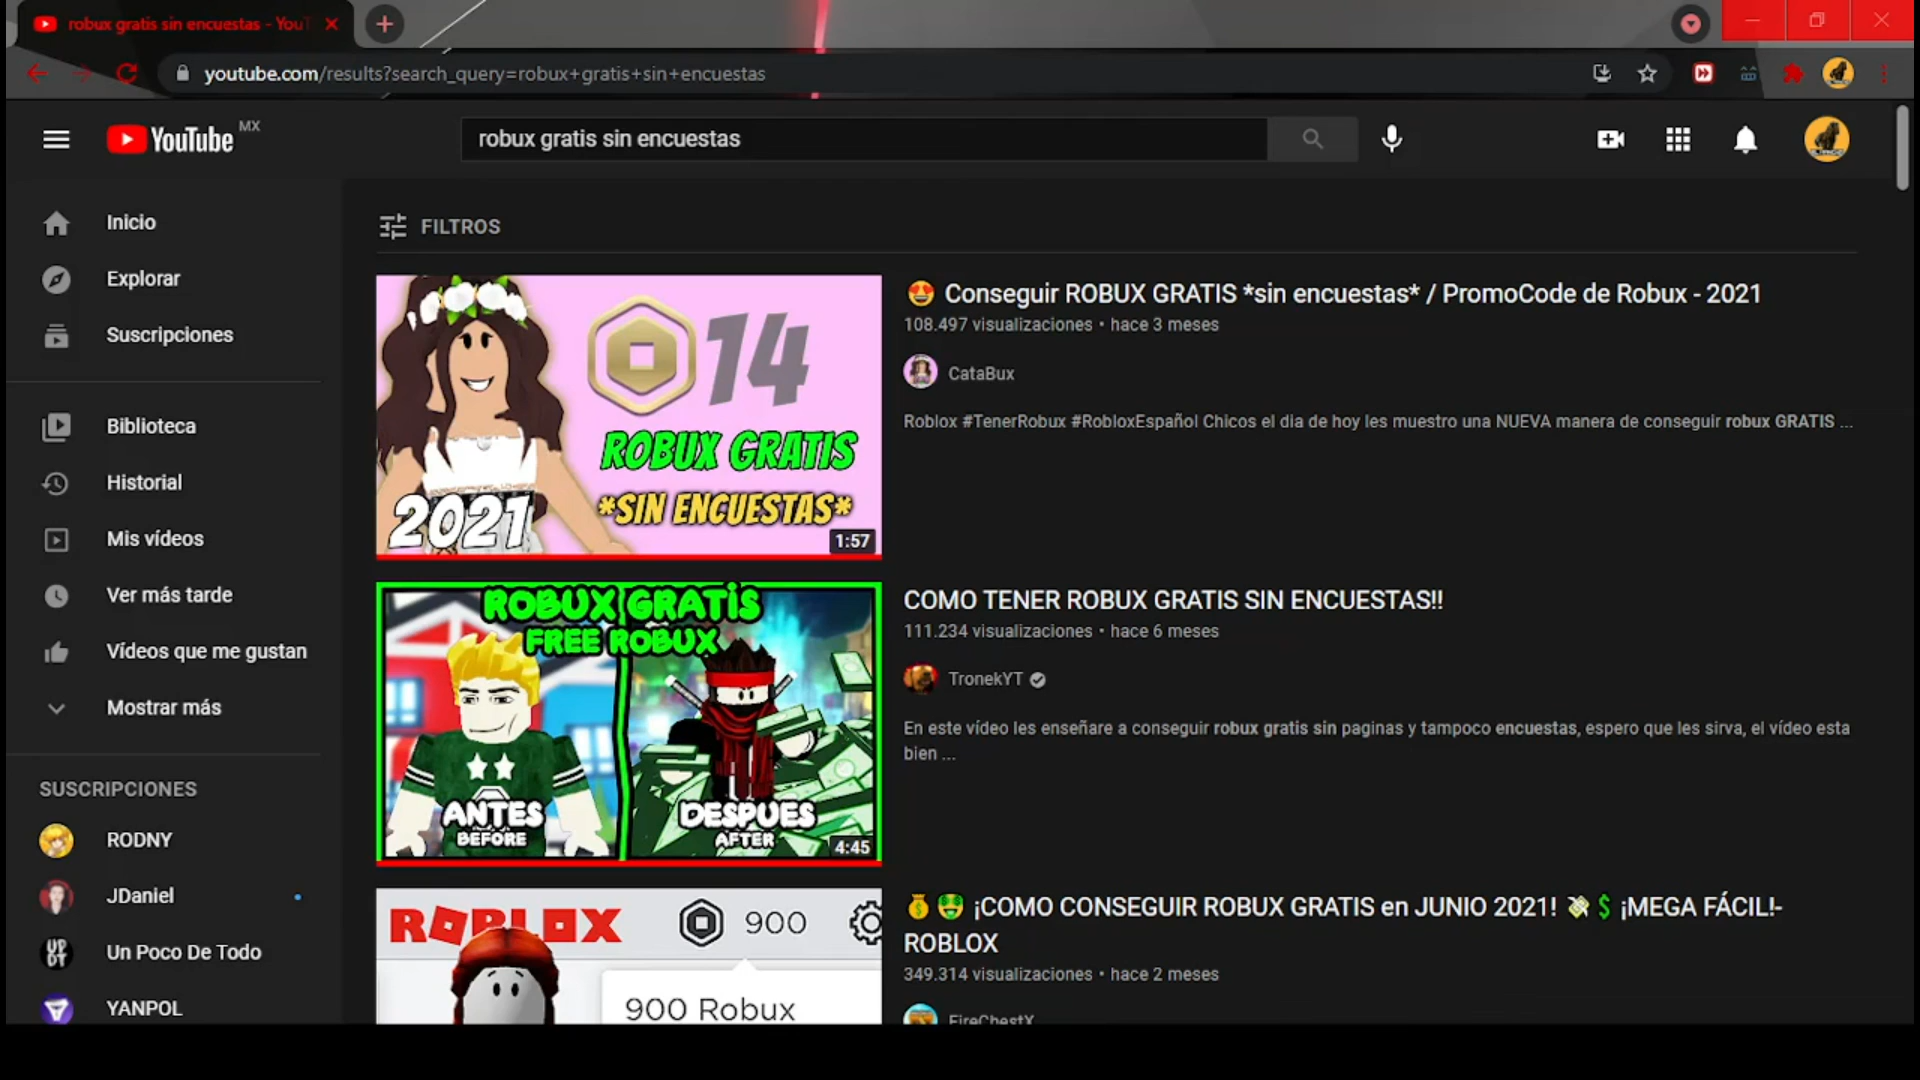 robux gratis sin encuestas - YouT
youtube.com/results?search_query=robux+gratis+sin+encuestas
YouTube MX
robux gratis sin encuestas
Inicio
Explorar
Suscripciones
Biblioteca
Historial
Mis vídeos
Ver más tarde
Vídeos que me gustan
Mostrar más
SUSCRIPCIONES
RODNY
JDaniel
Un Poco De Todo
YANPOL
FILTROS
14
ROBUX GRATIS
*SIN ENCUESTAS*
2021
1:57
😍 Conseguir ROBUX GRATIS *sin encuestas* / PromoCode de Robux - 2021
108.497 visualizaciones • hace 3 meses
CataBux
Roblox #TenerRobux #RobloxEspañol Chicos el dia de hoy les muestro una NUEVA manera de conseguir robux GRATIS ...
ROBUX GRATIS
FREE ROBUX
ANTES
BEFORE
DESPUES
AFTER
4:45
COMO TENER ROBUX GRATIS SIN ENCUESTAS!!
111.234 visualizaciones • hace 6 meses
TronekYT
En este vídeo les enseñare a conseguir robux gratis sin paginas y tampoco encuestas, espero que les sirva, el vídeo esta
bien ...
ROBLOX
900
900 Robux
💰🤑 ¡COMO CONSEGUIR ROBUX GRATIS en JUNIO 2021! 💸💲 ¡MEGA FÁCIL!-
ROBLOX
349.314 visualizaciones • hace 2 meses
FireChestX